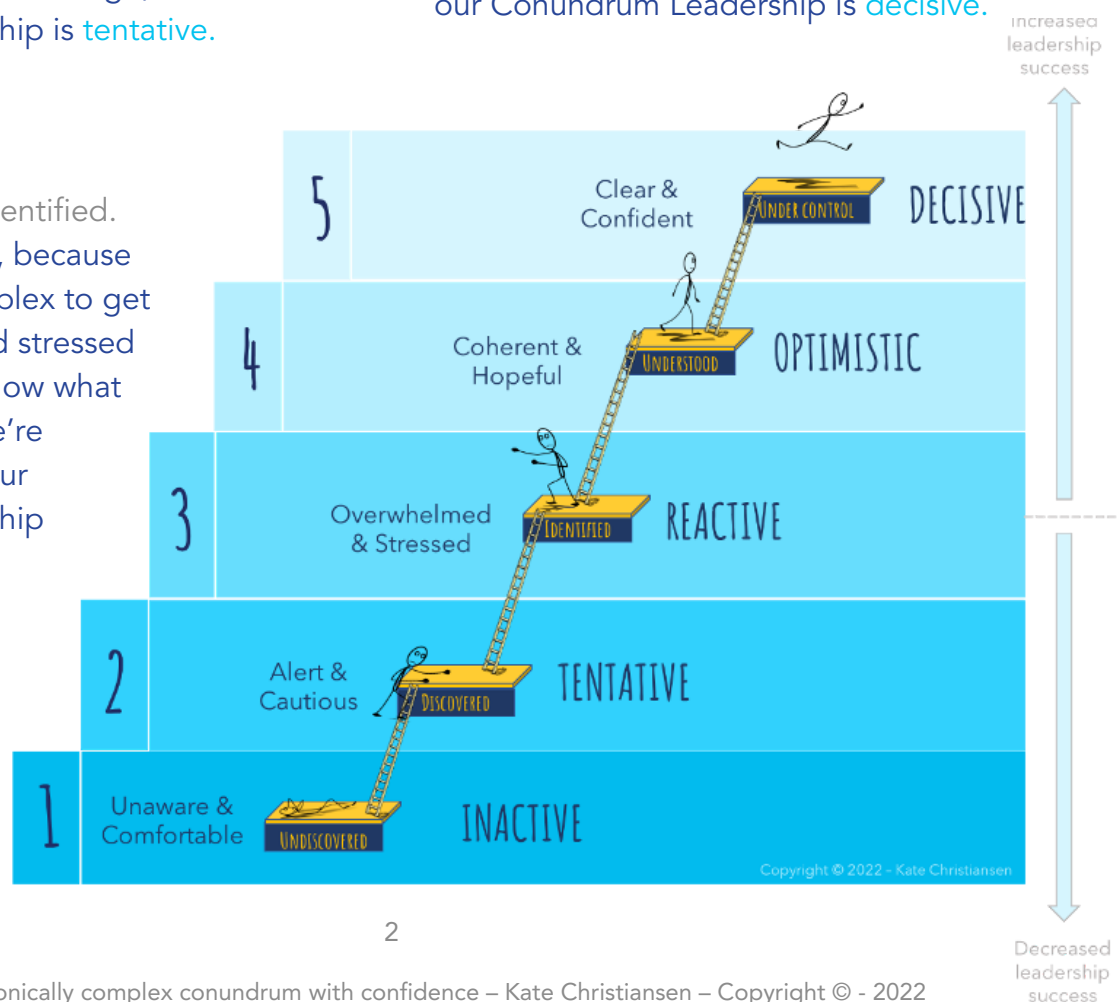 our Conundrum Leadership is decisive.
hip is tentative.
Increased
leadership
success
entified.
, because
plex to get
d stressed
ow what
e're
ur
hip
5
Clear &
Confident
UNDER CONTROL
DECISIVE
4
Coherent &
Hopeful
UNDERSTOOD
OPTIMISTIC
3
Overwhelmed
& Stressed
IDENTIFIED
REACTIVE
2
Alert &
Cautious
DISCOVERED
TENTATIVE
1
Unaware &
Comfortable
UNDISCOVERED
INACTIVE
Copyright © 2022 – Kate Christiansen
2
Decreased
leadership
success
onically complex conundrum with confidence – Kate Christiansen – Copyright © - 2022